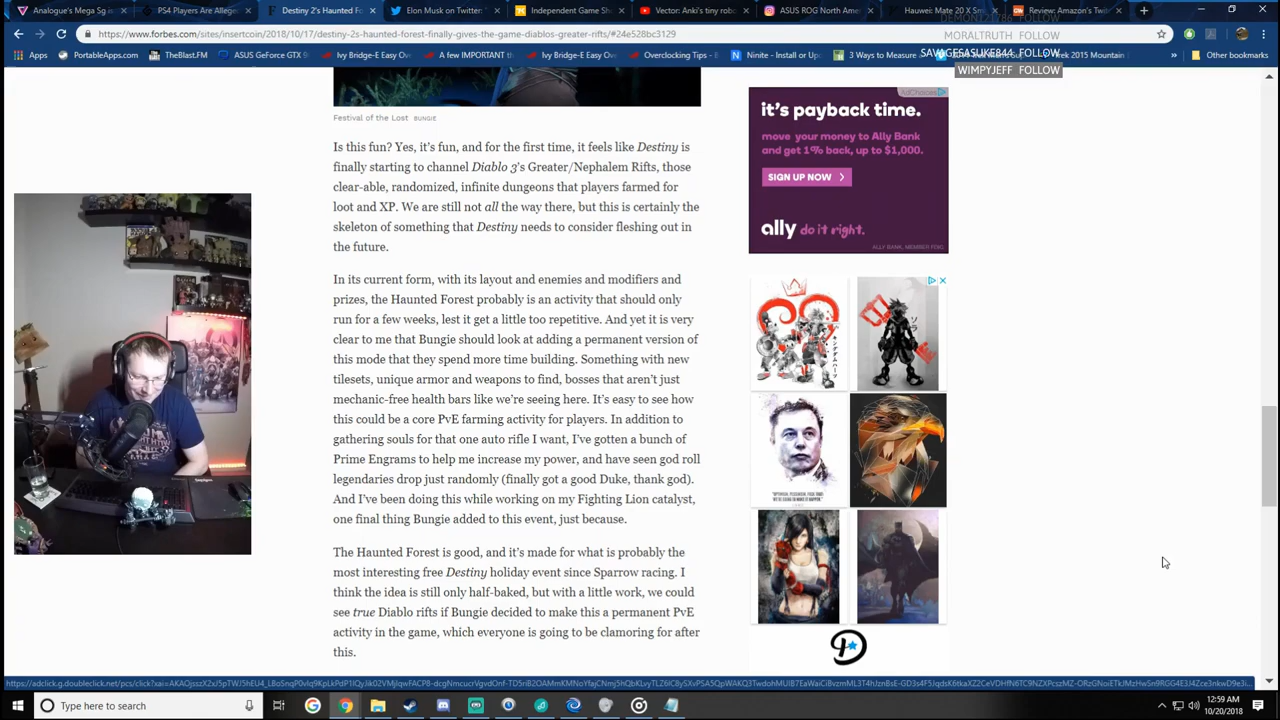 Analogue's Mega Sg is
PS4 Players Are Allege
Destiny 2's Haunted Fo
Elon Musk on Twitter:
Independent Game Sho
Vector: Anki's tiny robo
ASUS ROG North Amer
Huawei: Mate 20 X Sm
Review: Amazon's Twit
MORALTRUTH FOLLOW
https://www.forbes.com/sites/insertcoin/2018/10/17/destiny-2s-haunted-forest-finally-gives-the-game-diablos-greater-rifts/#24e528bc3129
SAVAGESASUKE844 FOLLOW
Apps
PortableApps.com
TheBlast.FM
ASUS GeForce GTX 9
Ivy Bridge-E Easy Ove
A few IMPORTANT th
Ivy Bridge-E Easy Ove
Overclocking Tips - B
Ninite - Install or Up
3 Ways to Measure a
Trek 2015 Mountain
Other bookmarks
WIMPYJEFF FOLLOW
Festival of the Lost BUNGIE
Is this fun? Yes, it's fun, and for the first time, it feels like Destiny is
finally starting to channel Diablo 3's Greater/Nephalem Rifts, those
clear-able, randomized, infinite dungeons that players farmed for
loot and XP. We are still not all the way there, but this is certainly the
skeleton of something that Destiny needs to consider fleshing out in
the future.
In its current form, with its layout and enemies and modifiers and
prizes, the Haunted Forest probably is an activity that should only
run for a few weeks, lest it get a little too repetitive. And yet it is very
clear to me that Bungie should look at adding a permanent version of
this mode that they spend more time building. Something with new
tilesets, unique armor and weapons to find, bosses that aren't just
mechanic-free health bars like we're seeing here. It's easy to see how
this could be a core PvE farming activity for players. In addition to
gathering souls for that one auto rifle I want, I've gotten a bunch of
Prime Engrams to help me increase my power, and have seen god roll
legendaries drop just randomly (finally got a good Duke, thank god).
And I've been doing this while working on my Fighting Lion catalyst,
one final thing Bungie added to this event, just because.
The Haunted Forest is good, and it's made for what is probably the
most interesting free Destiny holiday event since Sparrow racing. I
think the idea is still only half-baked, but with a little work, we could
see true Diablo rifts if Bungie decided to make this a permanent PvE
activity in the game, which everyone is going to be clamoring for after
this.
AdChoices
it's payback time.
move your money to Ally Bank
and get 1% back, up to $1,000.
SIGN UP NOW
ally do it right.
ALLY BANK, MEMBER FDIC
Type here to search
12:59 AM
10/20/2018